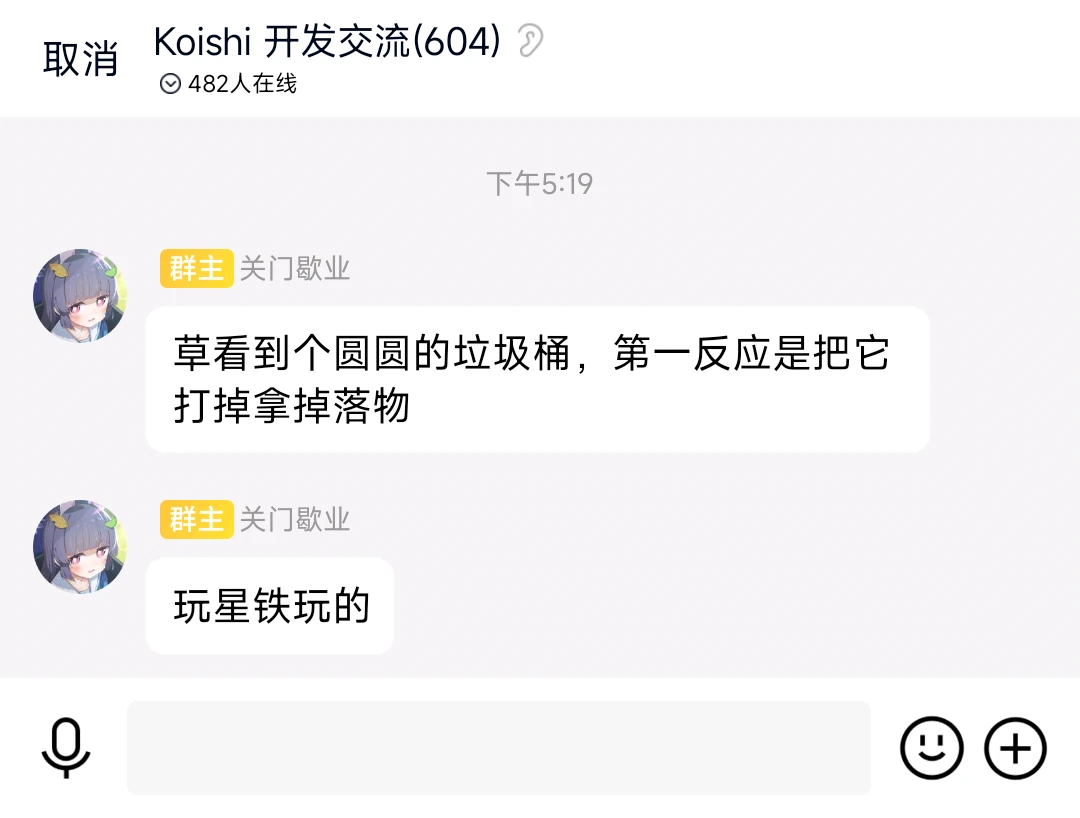 取消
Koishi 开发交流(604)
482人在线
下午5:19
群主 关门歇业
草看到个圆圆的垃圾桶，第一反应是把它
打掉拿掉落物
群主 关门歇业
玩星铁玩的